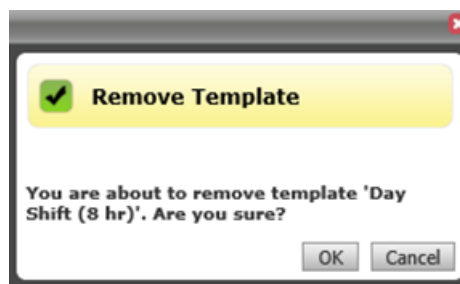 Remove Template
You are about to remove template 'Day
Shift (8 hr)'. Are you sure?
OK Cancel